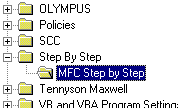 OLYMPUS
Policies
SCC
Step By Step
MFC Step by Step
Tennyson Maxwell
VB and VBA Program Settings